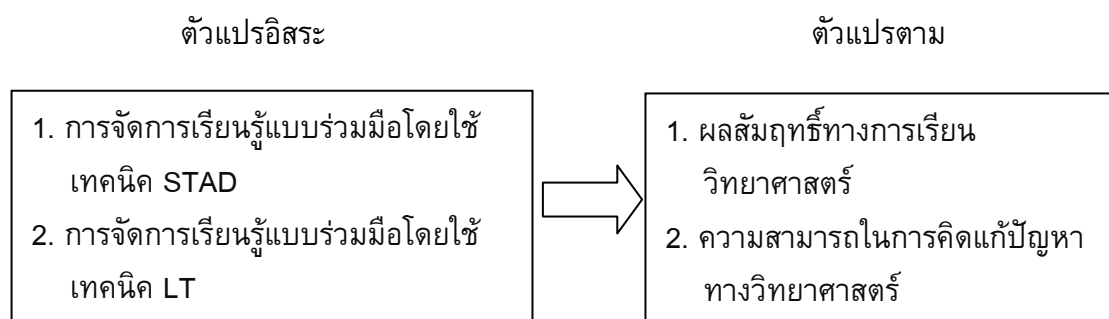 ตัวแปรอิสระ
ตัวแปรตาม
1. การจัดการเรียนรู้แบบร่วมมือโดยใช้
เทคนิค STAD
2. การจัดการเรียนรู้แบบร่วมมือโดยใช้
เทคนิค LT
1. ผลสัมฤทธิ์ทางการเรียน
วิทยาศาสตร์
2. ความสามารถในการคิดแก้ปัญหา
ทางวิทยาศาสตร์